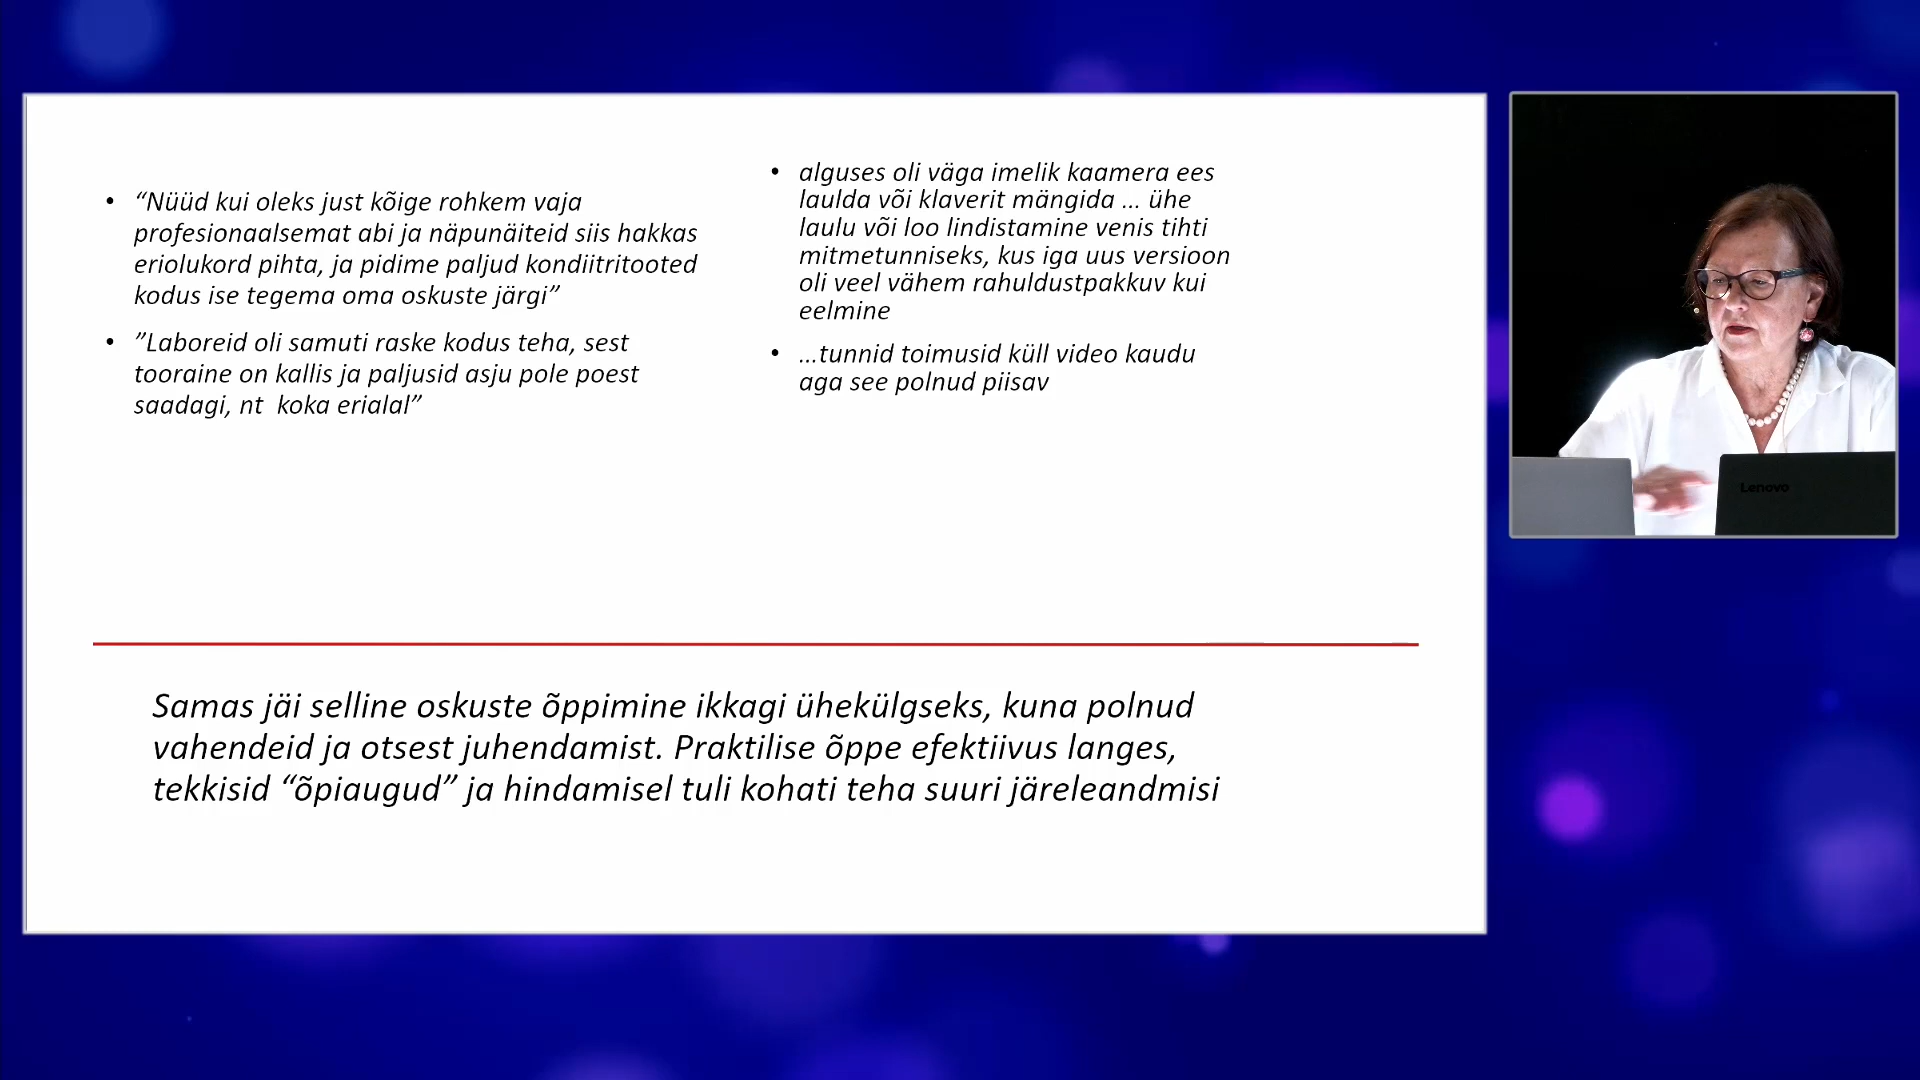 • “Nüüd kui oleks just kõige rohkem vaja
profesionaalsemat abi ja näpunäiteid siis hakkas
eriolukord pihta, ja pidime paljud kondiitritooted
kodus ise tegema oma oskuste järgi”
• ”Laboreid oli samuti raske kodus teha, sest
tooraine on kallis ja paljusid asju pole poest
saadagi, nt  koka erialal”
• alguses oli väga imelik kaamera ees
laulda või klaverit mängida ... ühe
laulu või loo lindistamine venis tihti
mitmetunniseks, kus iga uus versioon
oli veel vähem rahuldustpakkuv kui
eelmine
• ...tunnid toimusid küll video kaudu
aga see polnud piisav
Samas jäi selline oskuste õppimine ikkagi ühekülgseks, kuna polnud
vahendeid ja otsest juhendamist. Praktilise õppe efektiivus langes,
tekkisid “õpiaugud” ja hindamisel tuli kohati teha suuri järeleandmisi
Lenovo